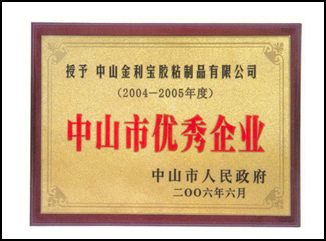 授予 中山金利宝胶粘制品有限公司
(2004—2005年度)
中山市优秀企业
中山市人民政府
二OO六年六月